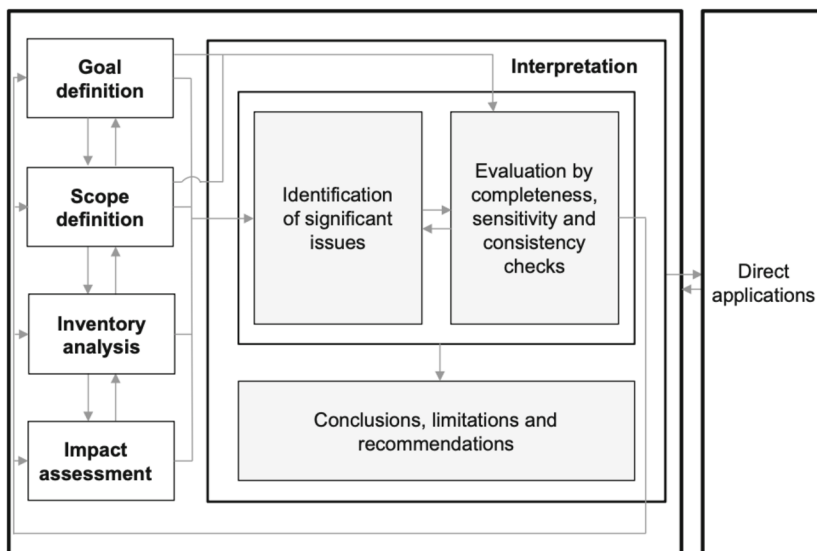 Goal
definition
Scope
definition
Inventory
analysis
Impact
assessment
Interpretation
Identification
of significant
issues
Evaluation by
completeness,
sensitivity and
consistency
checks
Conclusions, limitations and
recommendations
Direct
applications